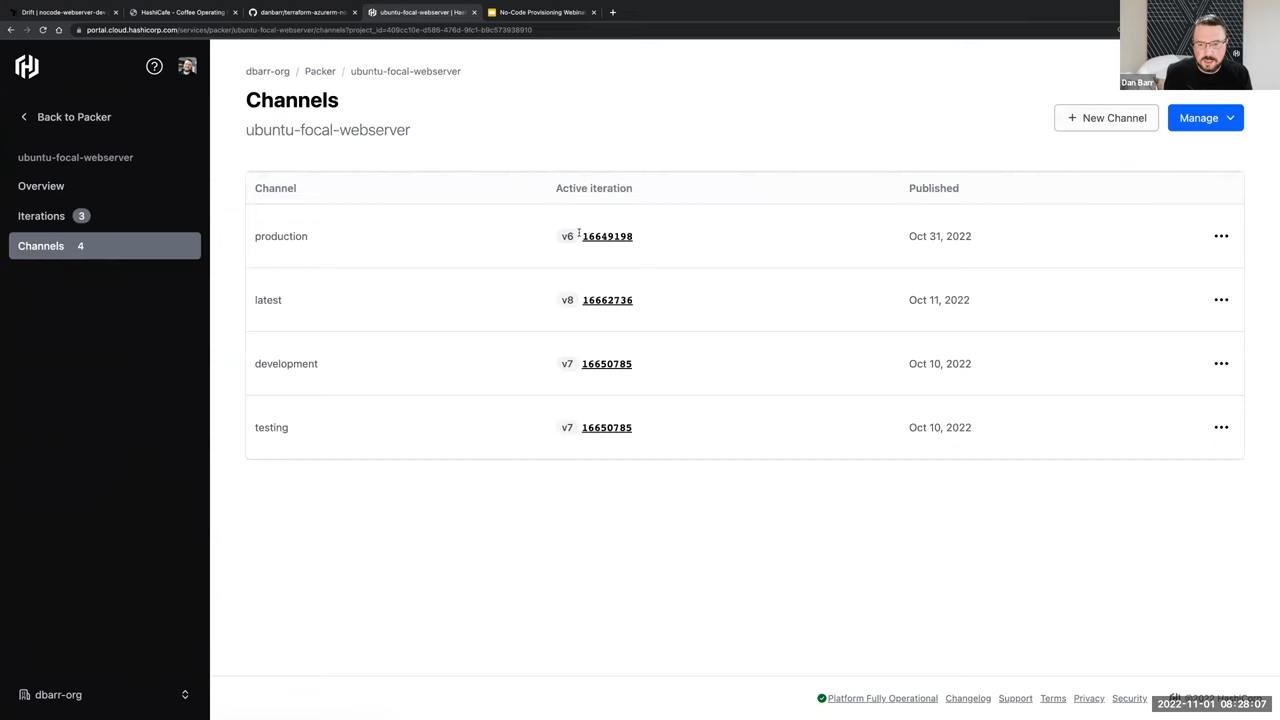 Drift | nocode-webserver-dev
HashiCafe - Coffee Operating
danbarr/terraform-azurerm-no
ubuntu-focal-webserver | Has
No-Code Provisioning Webina
portal.cloud.hashicorp.com/services/packer/ubuntu-focal-webserver/channels?project_id=409cc10e-d586-476d-9fc1-b9c573938910
Dan Barr
Back to Packer
ubuntu-focal-webserver
Overview
Iterations 3
Channels 4
dbarr-org
dbarr-org / Packer / ubuntu-focal-webserver
Channels
ubuntu-focal-webserver
+ New Channel
Manage
Channel Active iteration Published
production v6 16649198 Oct 31, 2022
latest v8 16662736 Oct 11, 2022
development v7 16650785 Oct 10, 2022
testing v7 16650785 Oct 10, 2022
Platform Fully Operational Changelog Support Terms Privacy Security ©2022 HashiCorp
2022-11-01 08:28:07